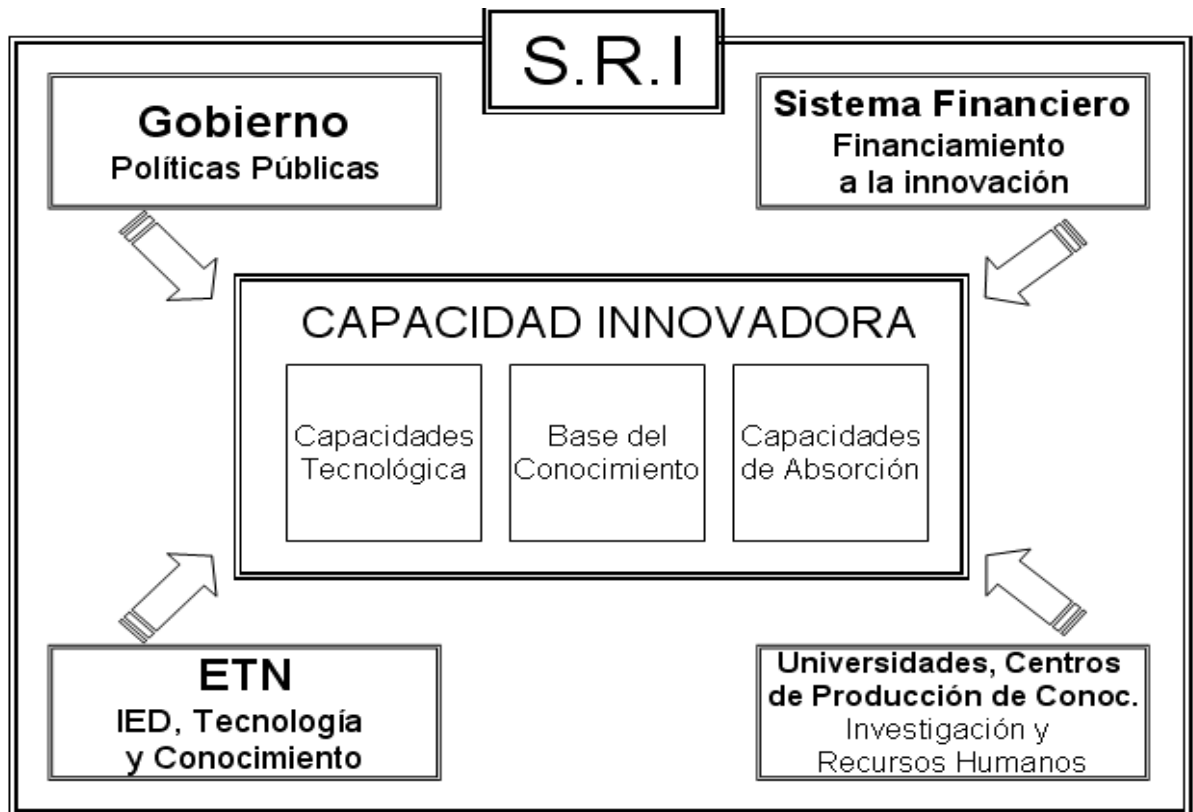 S.R.I
Gobierno
Políticas Públicas
Sistema Financiero
Financiamiento
a la innovación
CAPACIDAD INNOVADORA
Capacidades
Tecnológica
Base del
Conocimiento
Capacidades
de Absorción
ETN
IED, Tecnología
y Conocimiento
Universidades, Centros
de Producción de Conoc.
Investigación y
Recursos Humanos